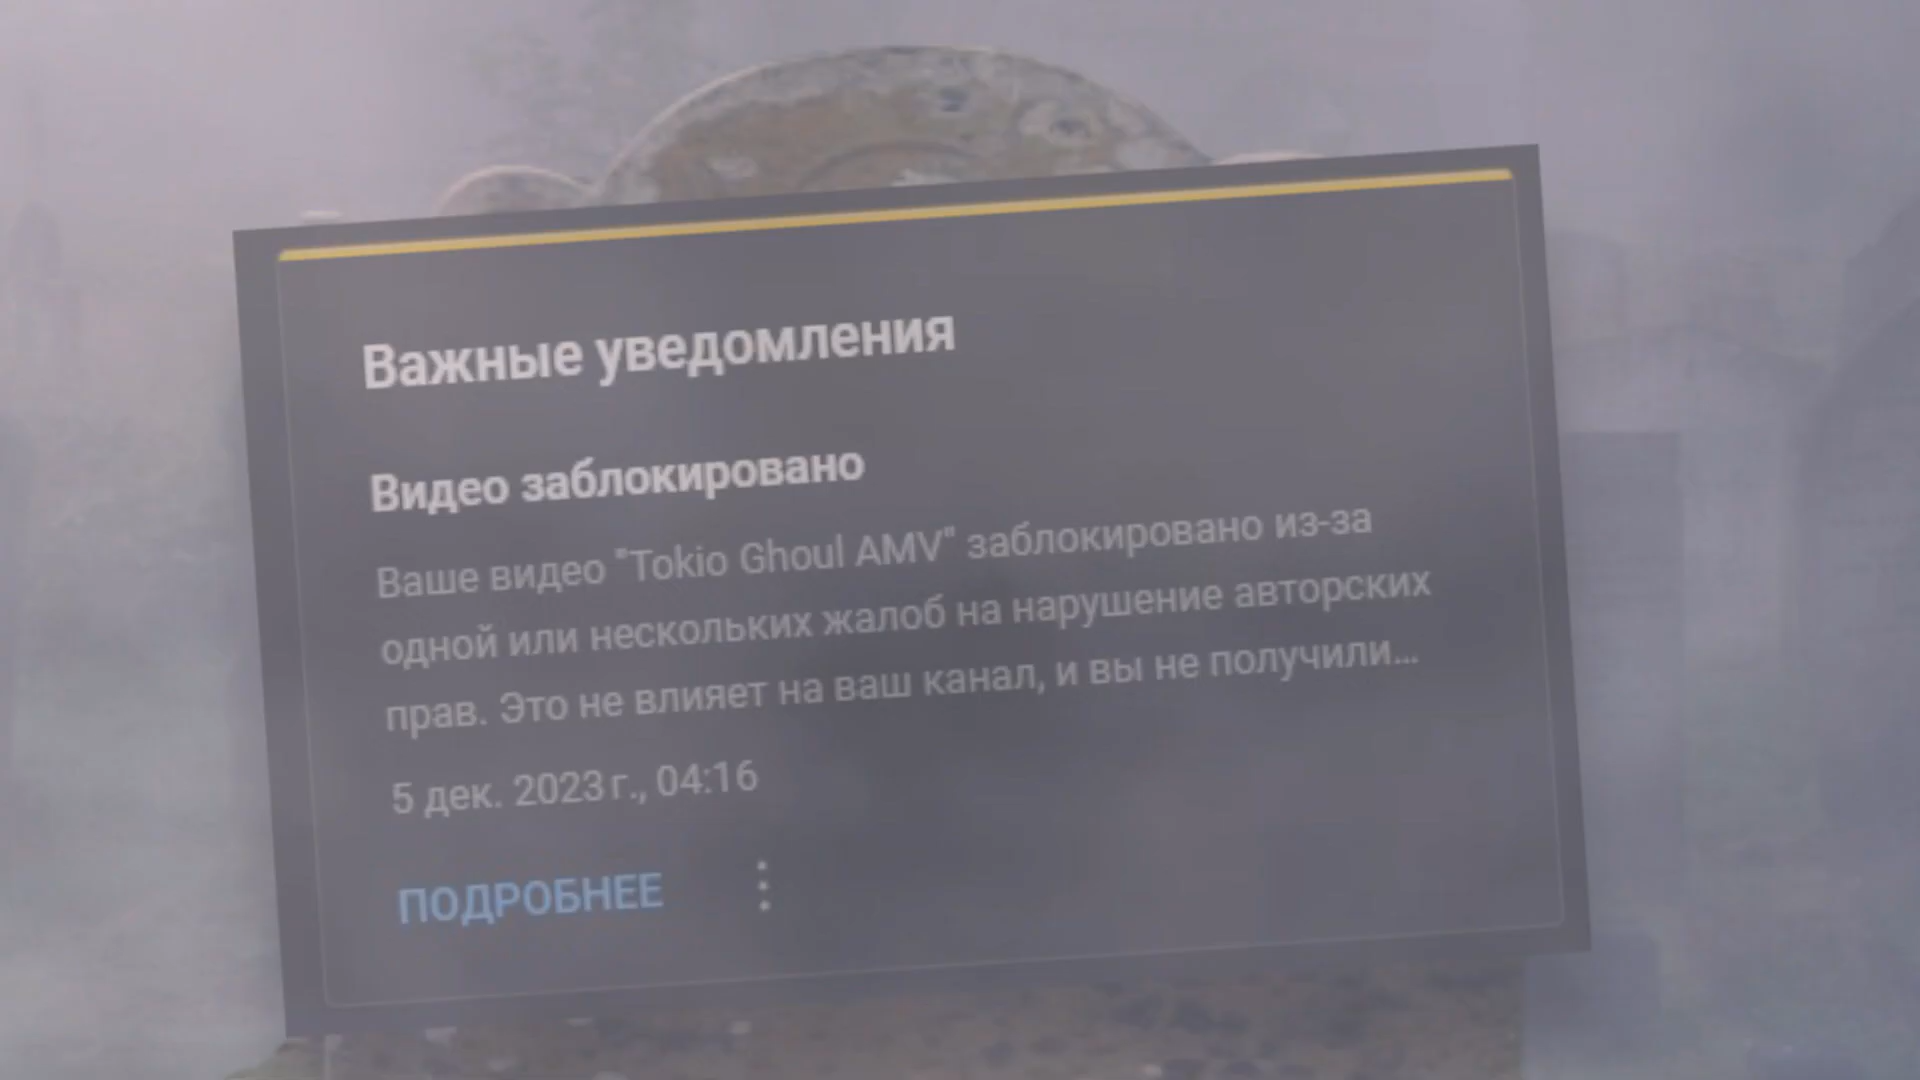 Важные уведомления
Видео заблокировано
Ваше видео "Tokio Ghoul AMV" заблокировано из-за
одной или нескольких жалоб на нарушение авторских
прав. Это не влияет на ваш канал, и вы не получили...
5 дек. 2023 г., 04:16
ПОДРОБНЕЕ